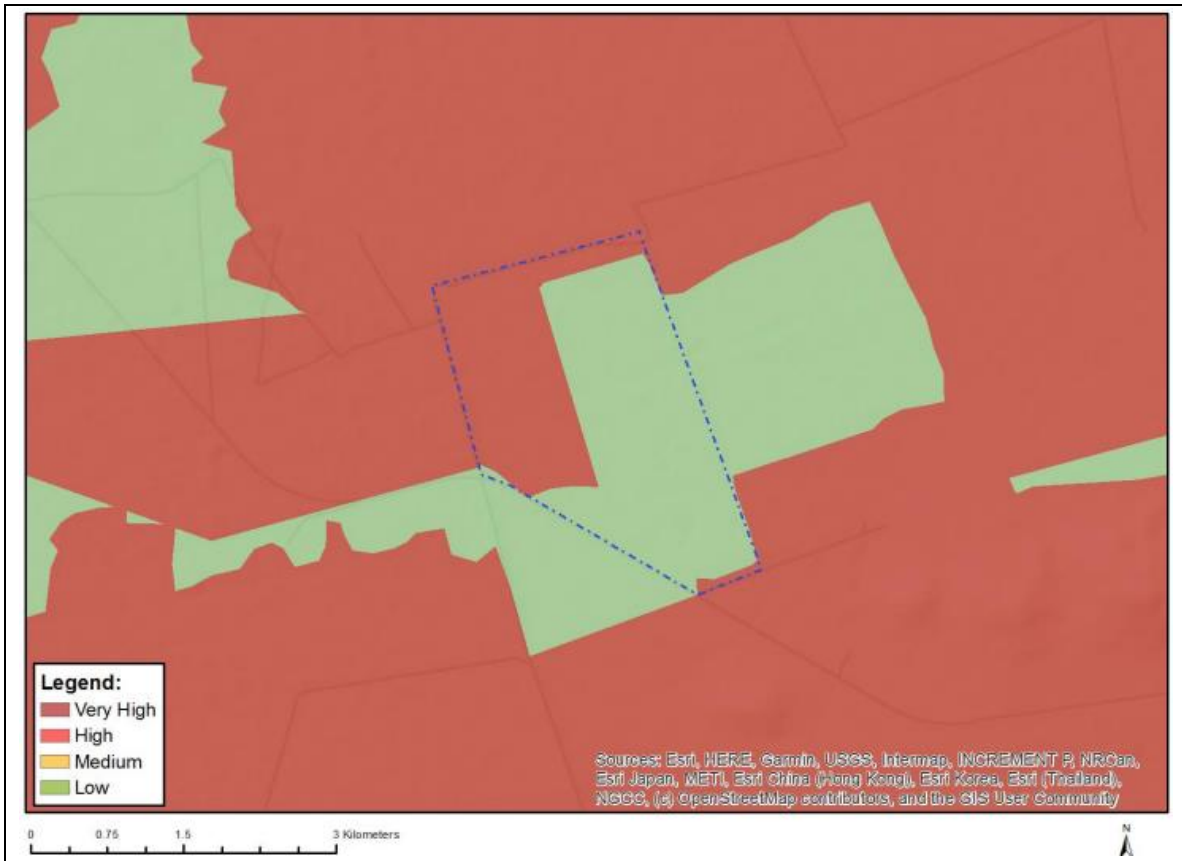 Legend:
Very High
High
Medium
Low
Sources: Esri, HERE, Garmin, USGS, Intermap, INCREMENT P, NRCan,
Esri Japan, METI, Esri China (Hong Kong), Esri Korea, Esri (Thailand),
NGCC, (c) OpenStreetMap contributors, and the GIS User Community
0 0.75 1.5 3 Kilometers
N